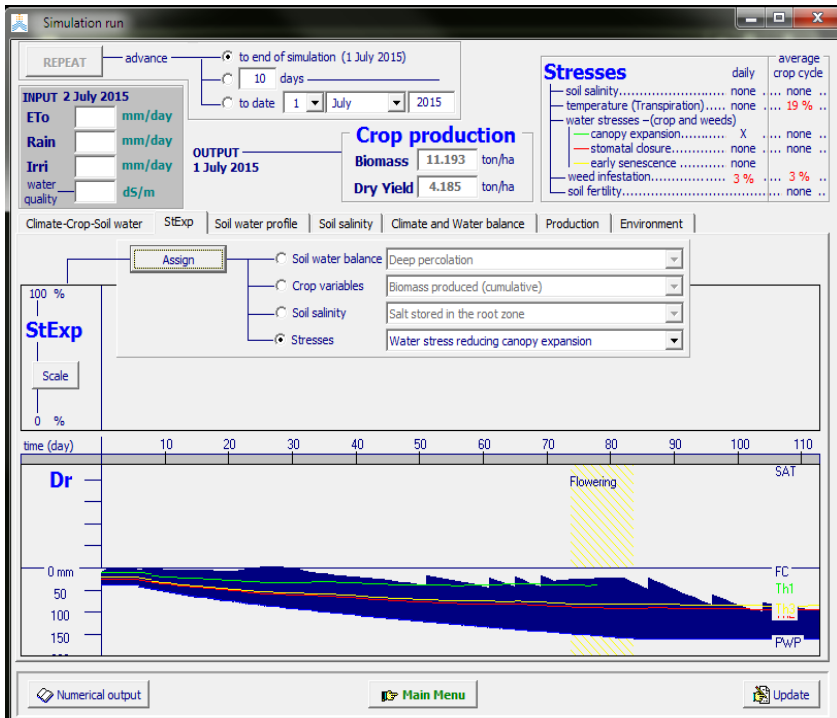 Simulation run
REPEAT
advance
to end of simulation (1 July 2015)
10 days
to date 1 July 2015
INPUT 2 July 2015
ETo mm/day
Rain mm/day
Irri mm/day
water quality dS/m
OUTPUT
1 July 2015
Crop production
Biomass 11.193 ton/ha
Dry Yield 4.185 ton/ha
Stresses daily average crop cycle
soil salinity............... none .... none ..
temperature (Transpiration)..... none .... 19 % ..
water stresses -(crop and weeds)
canopy expansion...... X ... none ..
stomatal closure....... none ... none ..
early senescence ........ none
weed infestation............... 3 % .... 3 % ..
soil fertility........................................ none ..
Climate-Crop-Soil water StExp Soil water profile Soil salinity Climate and Water balance Production Environment
Assign
Soil water balance Deep percolation
Crop variables Biomass produced (cumulative)
Soil salinity Salt stored in the root zone
Stresses Water stress reducing canopy expansion
100 %
StExp
Scale
0 %
time (day) 10 20 30 40 50 60 70 80 90 100 110
Dr
SAT
Flowering
0 mm
FC
50
Th1
100
Th3
150
PWP
Numerical output
Main Menu
Update